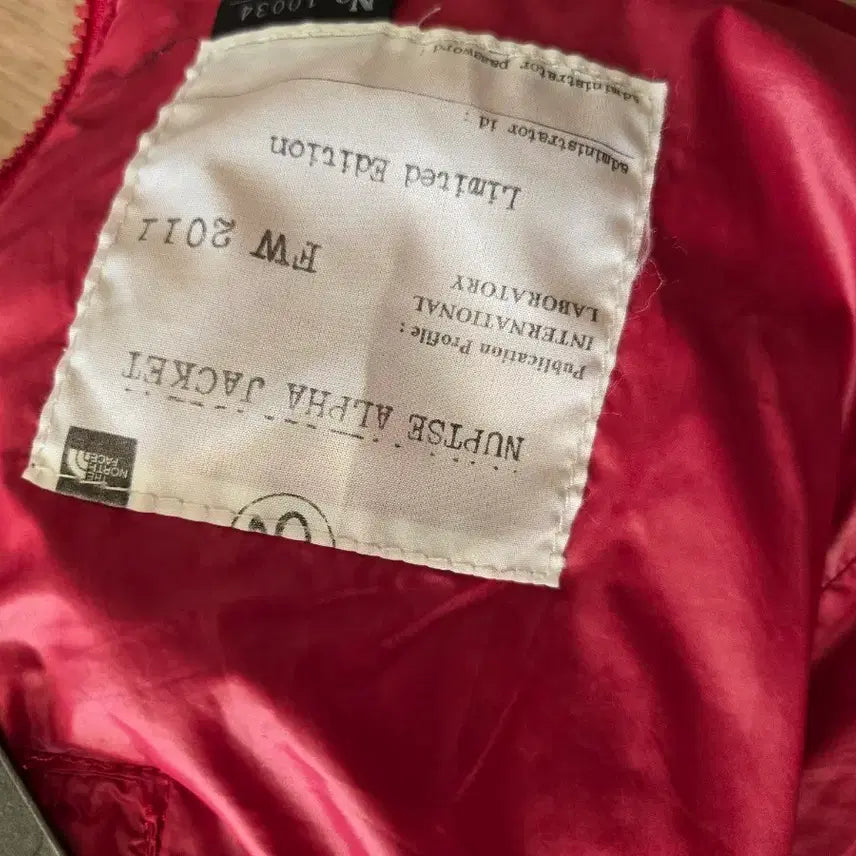 NUPTSE ALPHA JACKET
Publication Profile :
INTERNATIONAL
LABORATORY
FW 2011
Limited Edition
administrator id :
administrator password :
THE
NORTH
FACE
No 10034